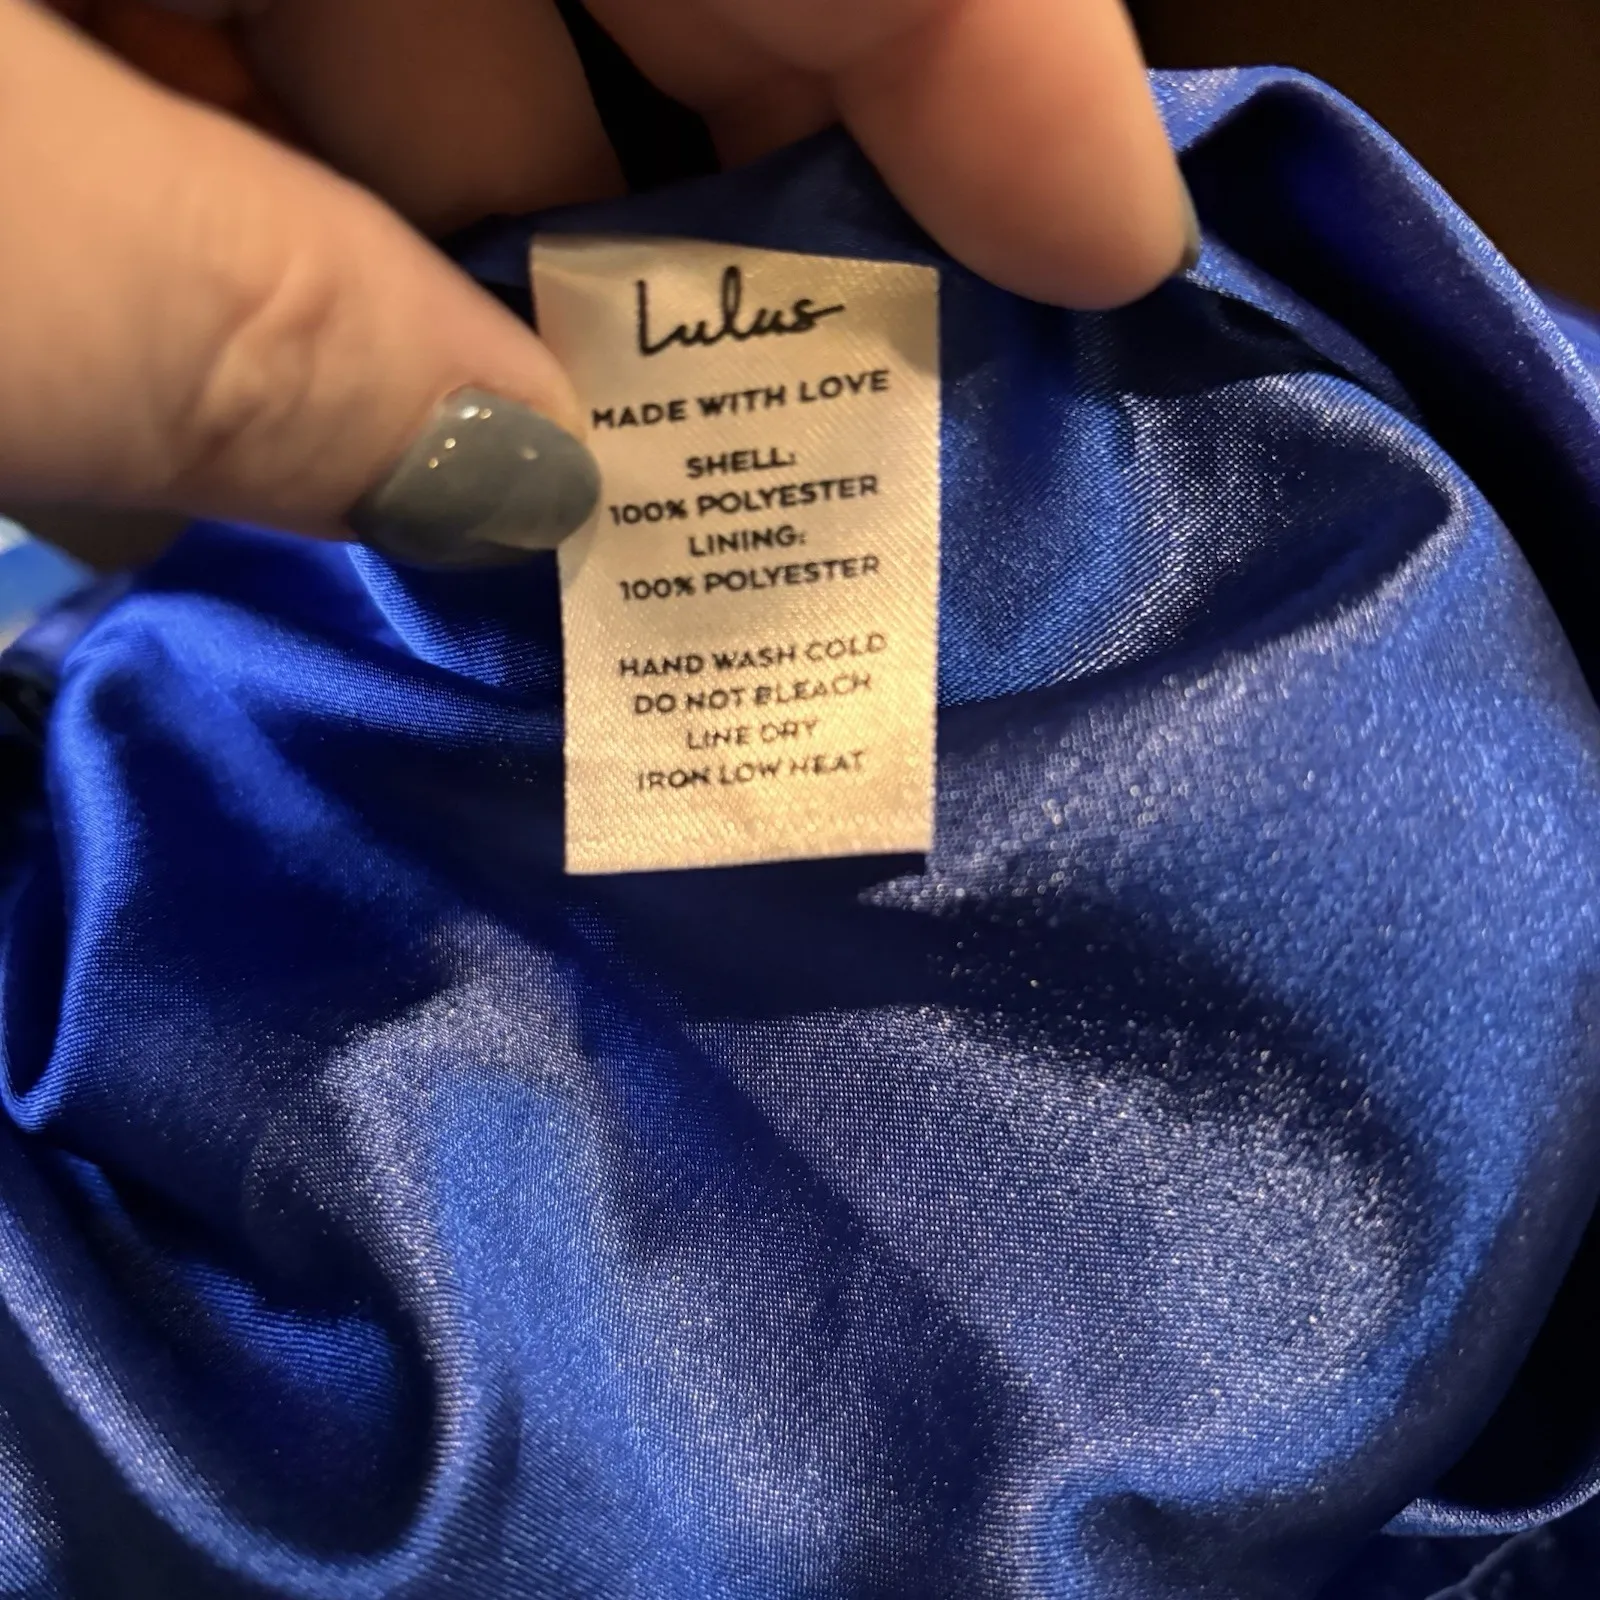 Lulus
MADE WITH LOVE
SHELL:
100% POLYESTER
LINING:
100% POLYESTER
HAND WASH COLD
DO NOT BLEACH
LINE DRY
IRON LOW HEAT